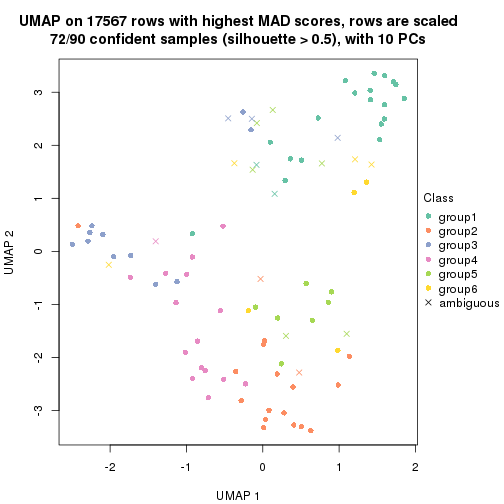 UMAP on 17567 rows with highest MAD scores, rows are scaled
72/90 confident samples (silhouette > 0.5), with 10 PCs
3
2
1
0
-1
-2
-3
UMAP 2
-2
-1
0
1
2
UMAP 1
Class
group1
group2
group3
group4
group5
group6
ambiguous